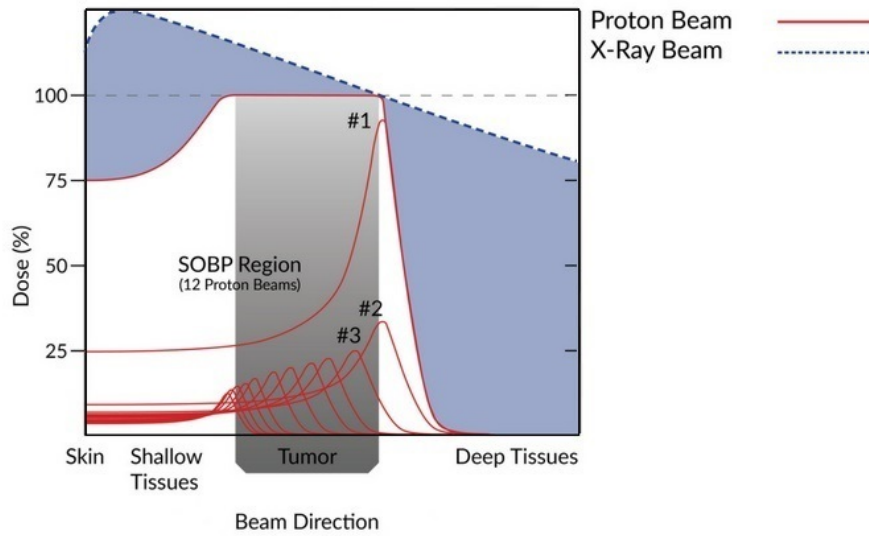 Proton Beam
X-Ray Beam
100
75
50
25
Dose (%)
#1
SOBP Region
(12 Proton Beams)
#2
#3
Skin
Shallow
Tissues
Tumor
Deep Tissues
Beam Direction